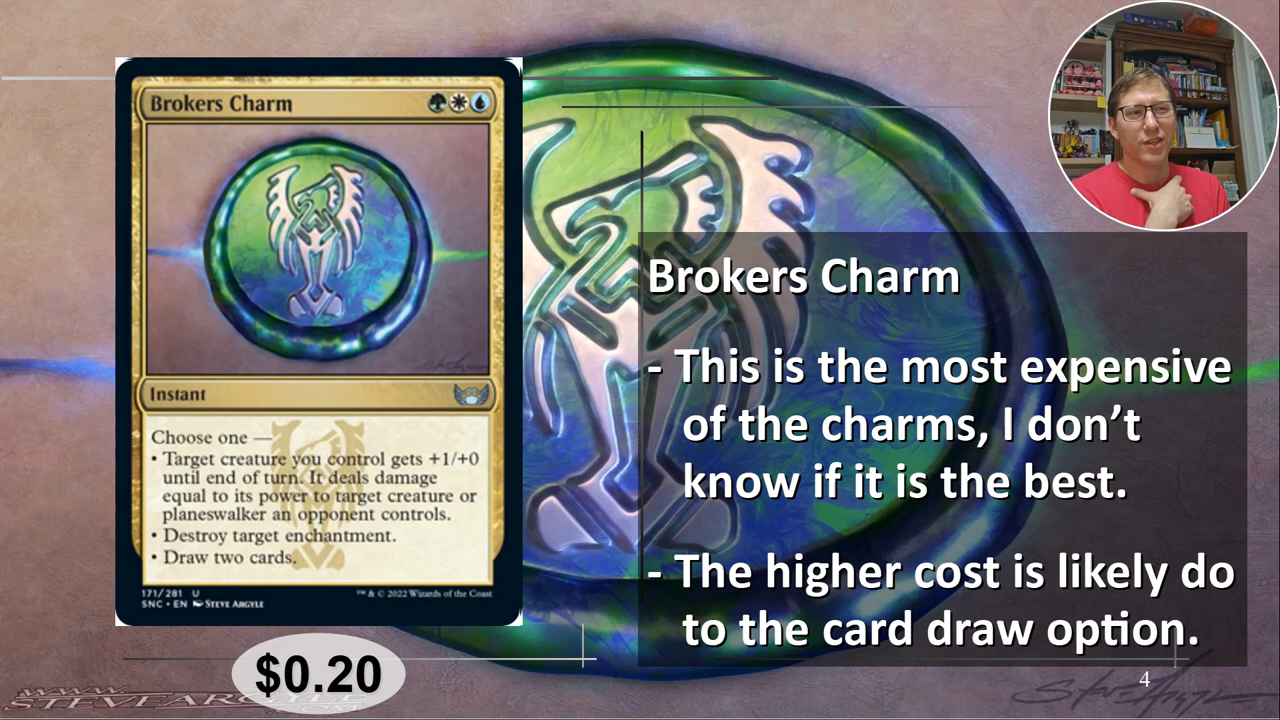 Brokers Charm
Instant
Choose one —
• Target creature you control gets +1/+0
until end of turn. It deals damage
equal to its power to target creature or
planeswalker an opponent controls.
• Destroy target enchantment.
• Draw two cards.
171/281 U
SNC • EN STEVE ARGYLE
™ & © 2022 Wizards of the Coast
$0.20
Brokers Charm
- This is the most expensive
of the charms, I don’t
know if it is the best.
- The higher cost is likely do
to the card draw option.
4
WWW.